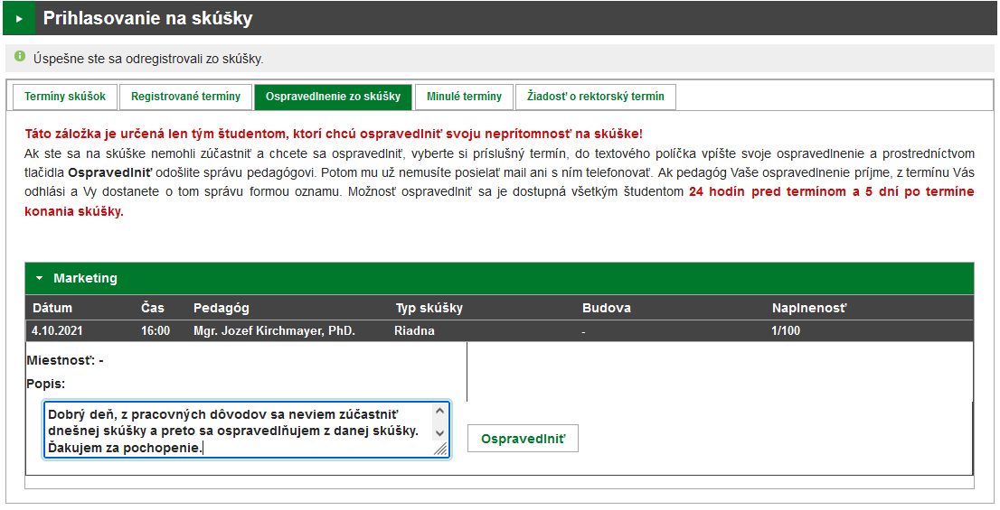 Prihlasovanie na skúšky
Úspešne ste sa odregistrovali zo skúšky.
Termíny skúšok Registrované termíny Ospravedlnenie zo skúšky Minulé termíny Žiadosť o rektorský termín
Táto záložka je určená len tým študentom, ktorí chcú ospravedlniť svoju neprítomnosť na skúške!
Ak ste sa na skúške nemohli zúčastniť a chcete sa ospravedlniť, vyberte si príslušný termín, do textového políčka vpíšte svoje ospravedlnenie a prostredníctvom
tlačidla Ospravedlniť odošlite správu pedagógovi. Potom mu už nemusíte posielať mail ani s ním telefonovať. Ak pedagóg Vaše ospravedlnenie príjme, z termínu Vás
odhlási a Vy dostanete o tom správu formou oznamu. Možnosť ospravedlniť sa je dostupná všetkým študentom 24 hodín pred termínom a 5 dní po termíne
konania skúšky.
Marketing
Dátum Čas Pedagóg Typ skúšky Budova Naplnenosť
4.10.2021 16:00 Mgr. Jozef Kirchmayer, PhD. Riadna - 1/100
Miestnosť: -
Popis:
Dobrý deň, z pracovných dôvodov sa neviem zúčastniť
dnešnej skúšky a preto sa ospravedlňujem z danej skúšky.
Ďakujem za pochopenie.
Ospravedlniť